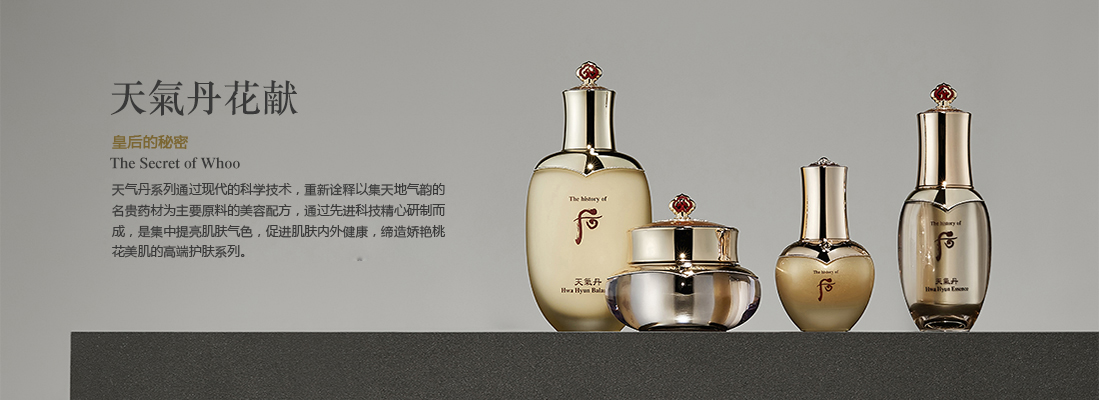 天氣丹花献
皇后的秘密
The Secret of Whoo
天气丹系列通过现代的科学技术，重新诠释以集天地气韵的
名贵药材为主要原料的美容配方，通过先进科技精心研制而
成，是集中提亮肌肤气色，促进肌肤内外健康，缔造娇艳桃
花美肌的高端护肤系列。
The history of
后
天氣丹
Hwa Hyun
The history of
后
The history of
后
天氣丹
Hwa Hyun Essence